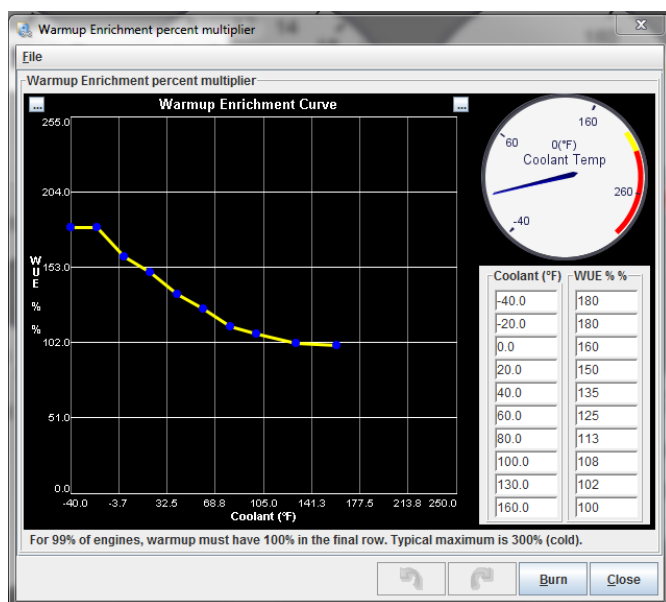 Warmup Enrichment percent multiplier
X
File
Warmup Enrichment percent multiplier
...
Warmup Enrichment Curve
...
255.0
204.0
153.0
102.0
51.0
0.0
WUE % %
-40.0 -3.7 32.5 68.8 105.0 141.3 177.5 213.8 250.0
Coolant (°F)
160
60
0(°F)
Coolant Temp
260
-40
Coolant (°F) WUE % %
-40.0 180
-20.0 180
0.0 160
20.0 150
40.0 135
60.0 125
80.0 113
100.0 108
130.0 102
160.0 100
For 99% of engines, warmup must have 100% in the final row. Typical maximum is 300% (cold).
Burn Close